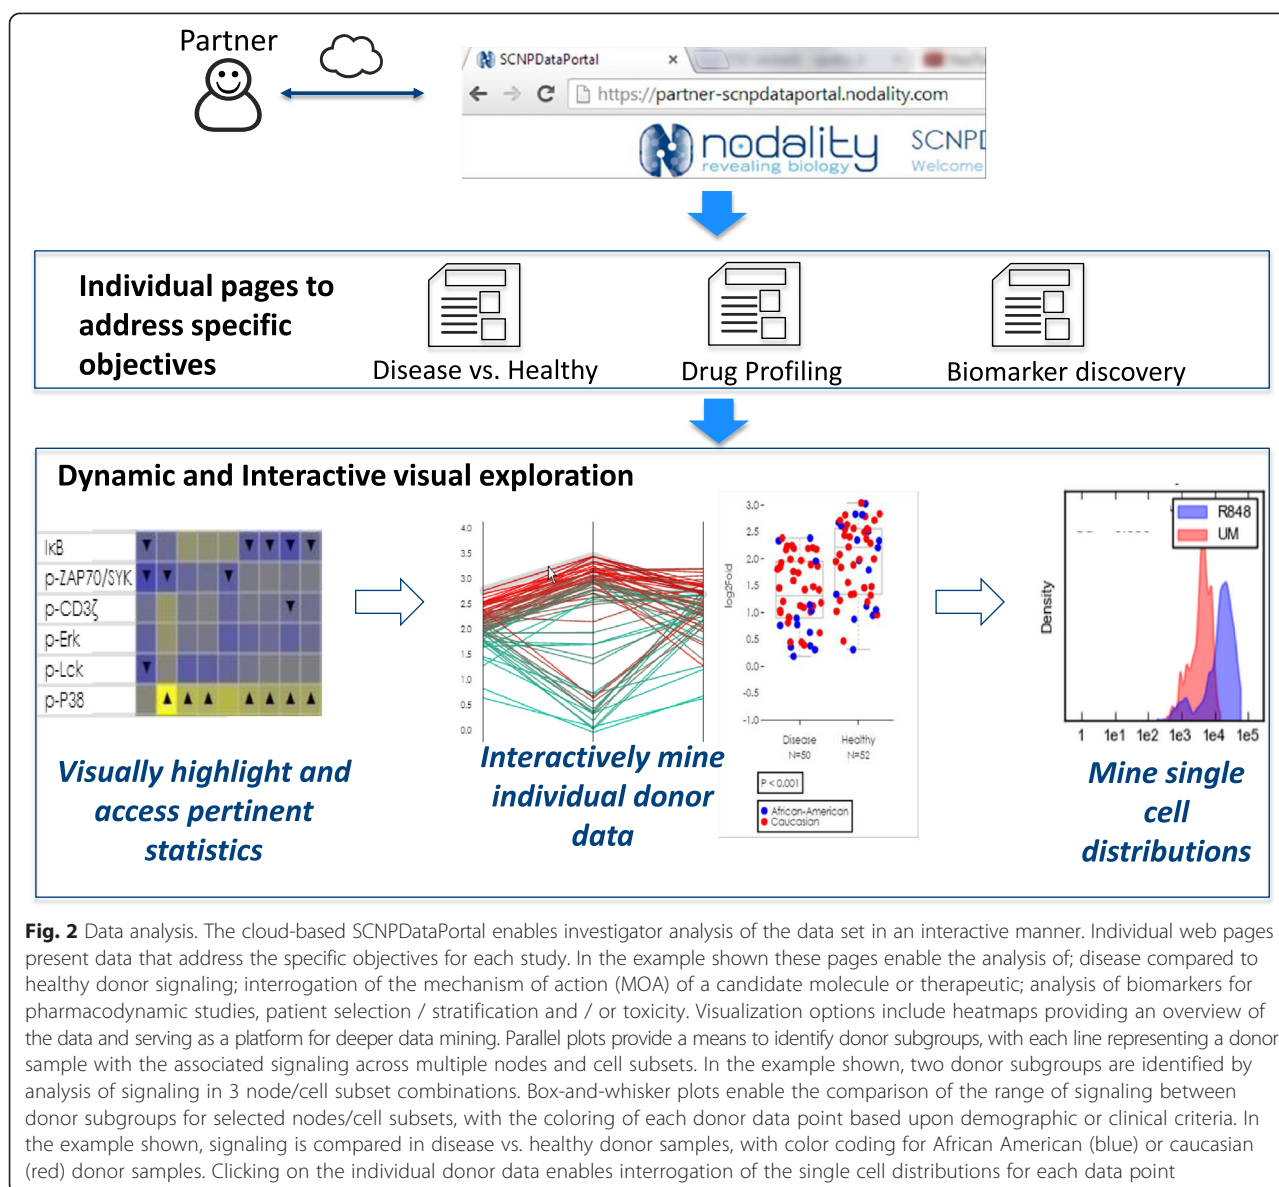 Partner
SCNPDataPortal
https://partner-scnpdataportal.nodality.com
nodality
revealing biology
SCNPD
Welcome
Individual pages to
address specific
objectives
Disease vs. Healthy
Drug Profiling
Biomarker discovery
Dynamic and Interactive visual exploration
IκB
p-ZAP70/SYK
p-CD3ζ
p-Erk
p-Lck
p-P38
Visually highlight and
access pertinent
statistics
4.0
3.5
3.0
2.5
2.0
1.5
1.0
0.5
0.0
Interactively mine
individual donor
data
log2Fold
3.0
2.5
2.0
1.5
1.0
0.5
0.0
-0.5
-1.0
Disease
N=50
Healthy
N=52
P < 0.001
African-American
Caucasian
R848
UM
Density
1 1e1 1e2 1e3 1e4 1e5
Mine single
cell
distributions
Fig. 2 Data analysis. The cloud-based SCNPDataPortal enables investigator analysis of the data set in an interactive manner. Individual web pages
present data that address the specific objectives for each study. In the example shown these pages enable the analysis of; disease compared to
healthy donor signaling; interrogation of the mechanism of action (MOA) of a candidate molecule or therapeutic; analysis of biomarkers for
pharmacodynamic studies, patient selection / stratification and / or toxicity. Visualization options include heatmaps providing an overview of
the data and serving as a platform for deeper data mining. Parallel plots provide a means to identify donor subgroups, with each line representing a donor
sample with the associated signaling across multiple nodes and cell subsets. In the example shown, two donor subgroups are identified by
analysis of signaling in 3 node/cell subset combinations. Box-and-whisker plots enable the comparison of the range of signaling between
donor subgroups for selected nodes/cell subsets, with the coloring of each donor data point based upon demographic or clinical criteria. In
the example shown, signaling is compared in disease vs. healthy donor samples, with color coding for African American (blue) or caucasian
(red) donor samples. Clicking on the individual donor data enables interrogation of the single cell distributions for each data point